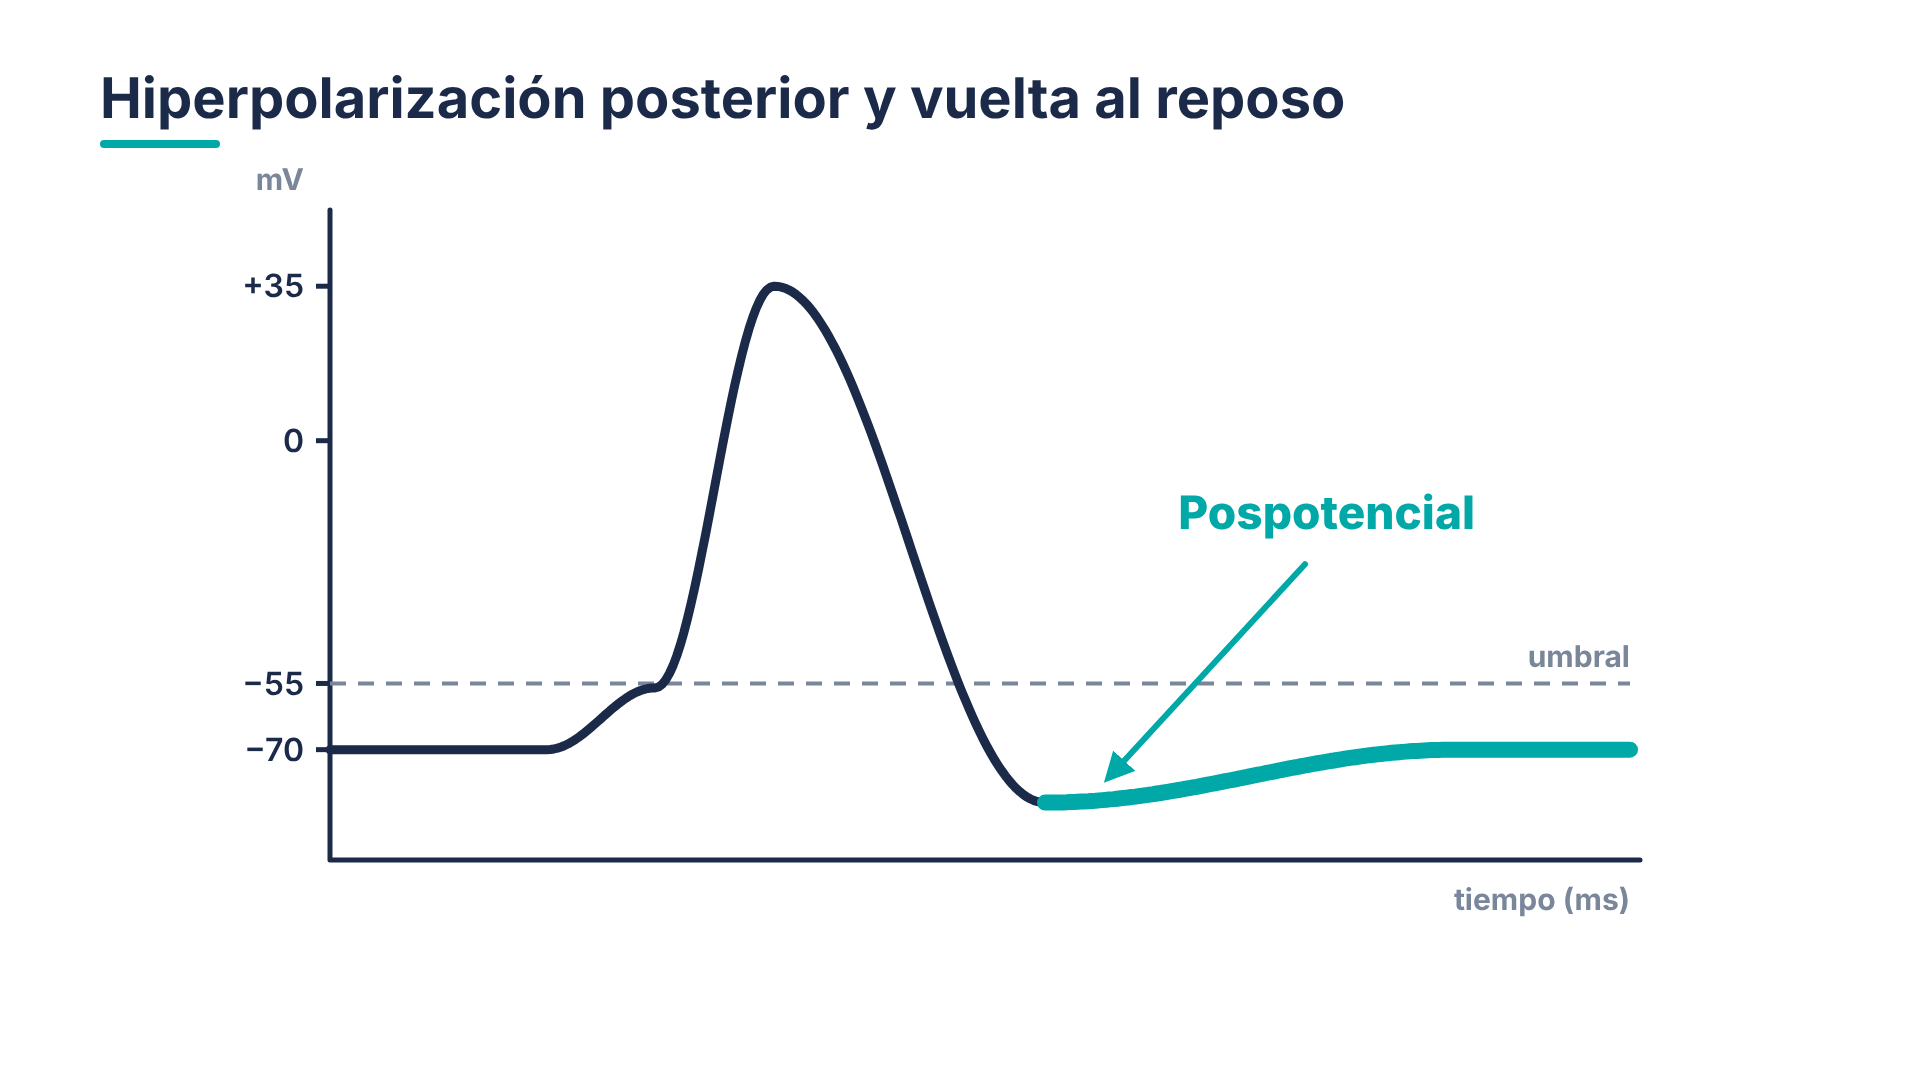 Hiperpolarización posterior y vuelta al reposo
mV
+35
0
Pospotencial
umbral
−55
−70
tiempo (ms)